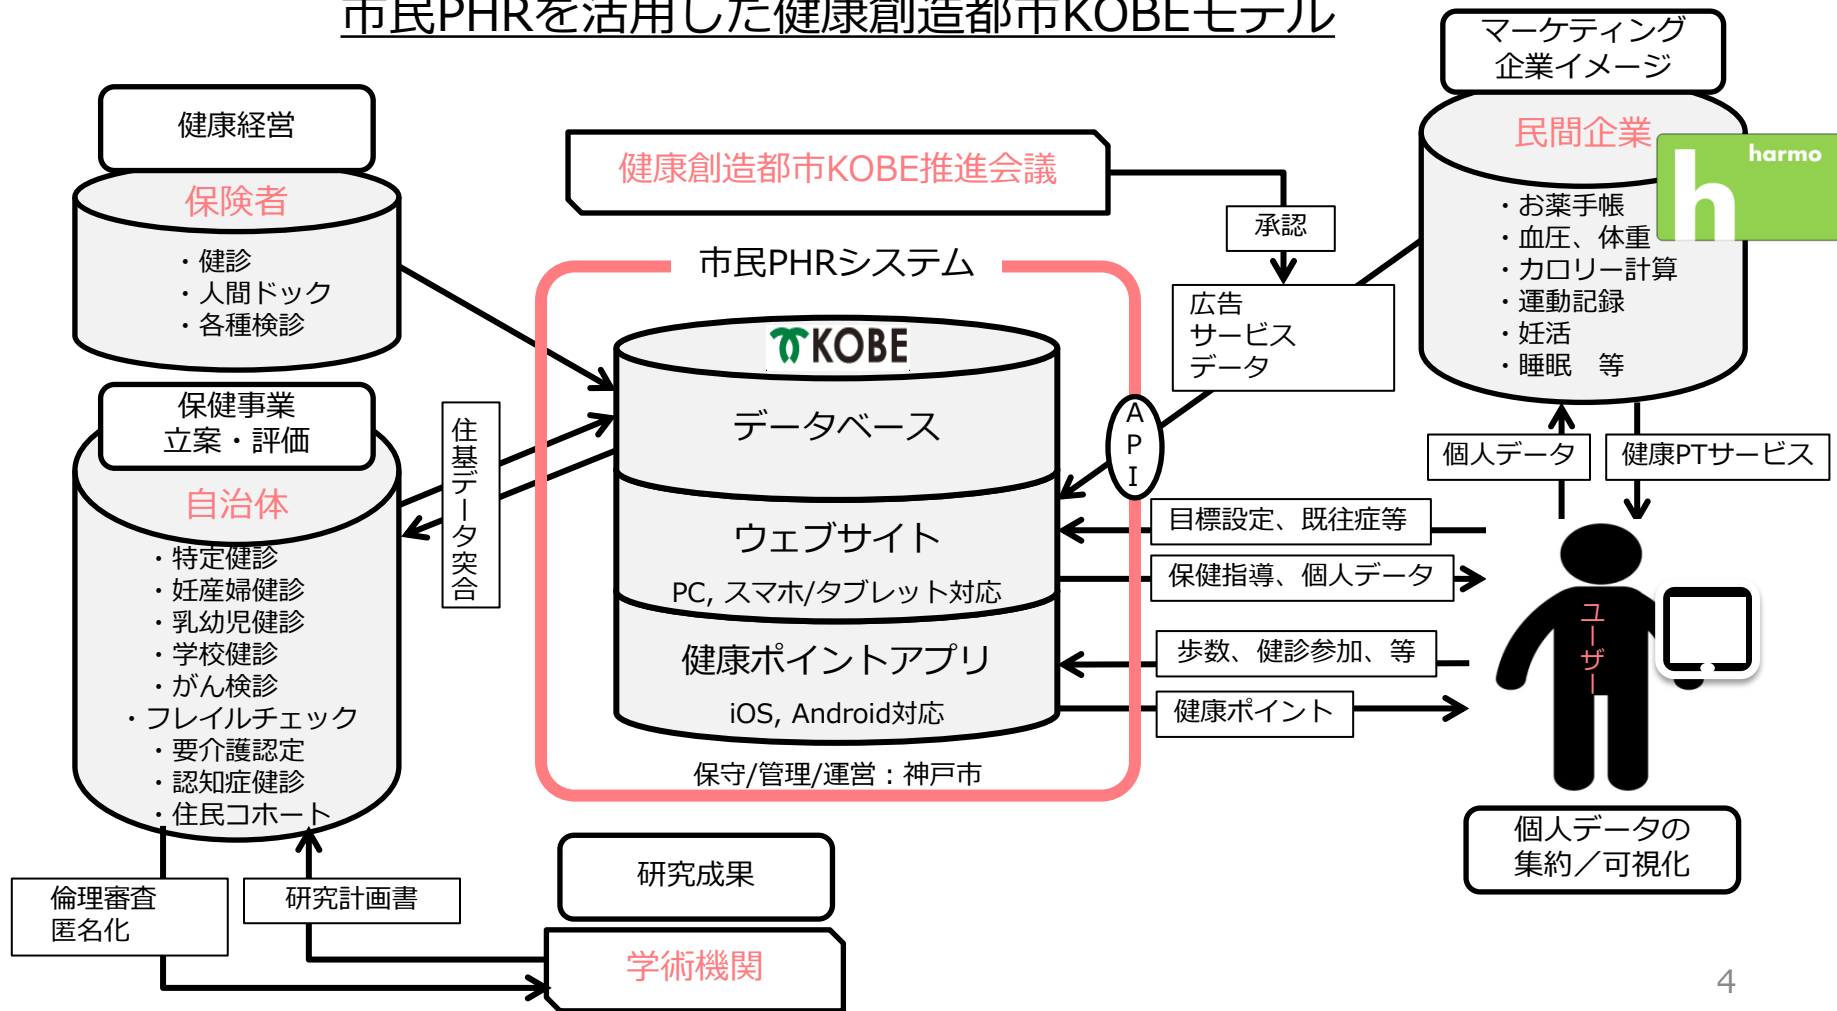 市民PHRを活用した健康創造都市KOBEモデル
マーケティング
企業イメージ
民間企業
harmo
h
・お薬手帳
・血圧、体重
・カロリー計算
・運動記録
・妊活
・睡眠　等
健康経営
保険者
・健診
・人間ドック
・各種検診
健康創造都市KOBE推進会議
承認
広告
サービス
データ
市民PHRシステム
KOBE
データベース
ウェブサイト
PC, スマホ/タブレット対応
健康ポイントアプリ
iOS, Android対応
保守/管理/運営：神戸市
API
保健事業
立案・評価
自治体
・特定健診
・妊産婦健診
・乳幼児健診
・学校健診
・がん検診
・フレイルチェック
・要介護認定
・認知症健診
・住民コホート
住基データ突合
個人データ
健康PTサービス
目標設定、既往症等
保健指導、個人データ
歩数、健診参加、等
健康ポイント
ユーザー
個人データの
集約／可視化
倫理審査
匿名化
研究計画書
研究成果
学術機関
4